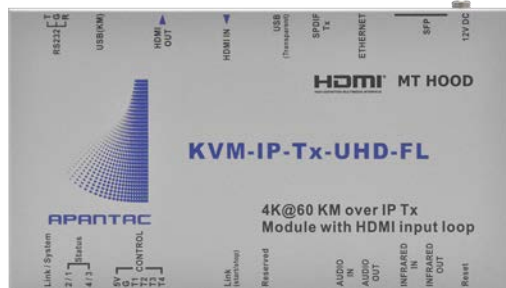 T
G
R
RS232
USB(KM)
HDMI
OUT
HDMI IN
USB
(Transparent)
SPDIF
Tx
ETHERNET
SFP
12V DC
HDMI MT HOOD
KVM-IP-Tx-UHD-FL
APANTAC
4K@60 KM over IP Tx
Module with HDMI input loop
Link / System
2 / 1
4 / 3
Status
5V
G
T1
T2
T3
T4
CONTROL
Link
(start/stop)
Reserved
AUDIO
IN
AUDIO
OUT
INFRARED
IN
INFRARED
OUT
Reset